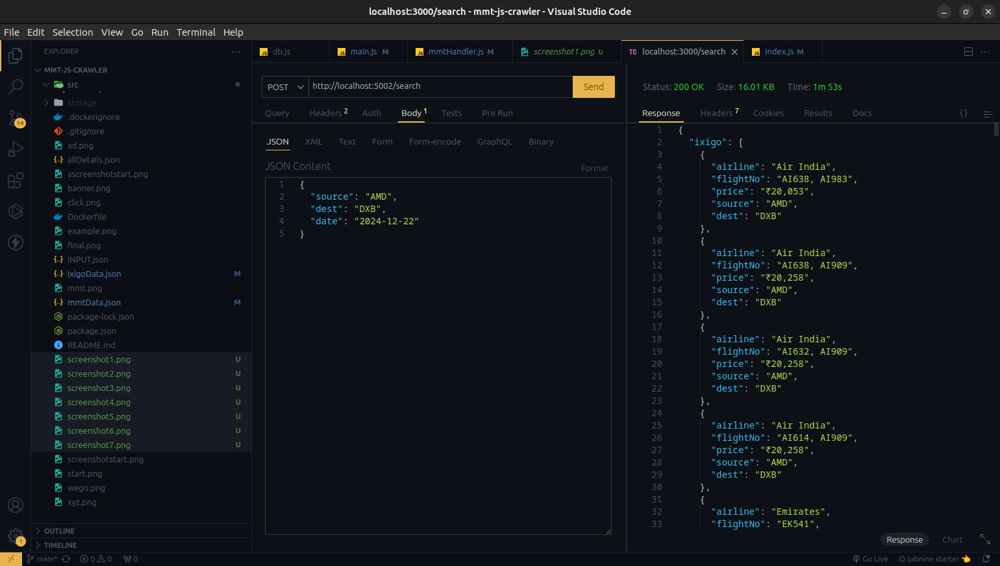 localhost:3000/search - mmt-js-crawler - Visual Studio Code
File Edit Selection View Go Run Terminal Help
EXPLORER
MMT-JS-CRAWLER
src
storage
.dockerignore
.gitignore
ad.png
allDetails.json
ascreenshotstart.png
banner.png
click.png
Dockerfile
example.png
final.png
INPUT.json
ixigoData.json M
mmt.png
mmtData.json M
package-lock.json
package.json
README.md
screenshot1.png U
screenshot2.png U
screenshot3.png U
screenshot4.png U
screenshot5.png U
screenshot6.png U
screenshot7.png U
screenshotstart.png
start.png
wego.png
xyz.png
OUTLINE
TIMELINE
14
1
JS db.js
JS main.js M
JS mmtHandler.js M
screenshot1.png U
TC localhost:3000/search
JS index.js M
POST http://localhost:5002/search Send
Query Headers 2 Auth Body 1 Tests Pre Run
JSON XML Text Form Form-encode GraphQL Binary
JSON Content
Format
1 {
2 "source": "AMD",
3 "dest": "DXB",
4 "date": "2024-12-22"
5 }
Status: 200 OK Size: 16.01 KB Time: 1m 53s
Response Headers 7 Cookies Results Docs {}
1 {
2 "ixigo": [
3 {
4 "airline": "Air India",
5 "flightNo": "AI638, AI983",
6 "price": "₹20,053",
7 "source": "AMD",
8 "dest": "DXB"
9 },
10 {
11 "airline": "Air India",
12 "flightNo": "AI638, AI909",
13 "price": "₹20,258",
14 "source": "AMD",
15 "dest": "DXB"
16 },
17 {
18 "airline": "Air India",
19 "flightNo": "AI632, AI909",
20 "price": "₹20,258",
21 "source": "AMD",
22 "dest": "DXB"
23 },
24 {
25 "airline": "Air India",
26 "flightNo": "AI614, AI909",
27 "price": "₹20,258",
28 "source": "AMD",
29 "dest": "DXB"
30 },
31 {
32 "airline": "Emirates",
33 "flightNo": "EK541",
Response Chart
main* 0 0 0 Go Live tabnine starter